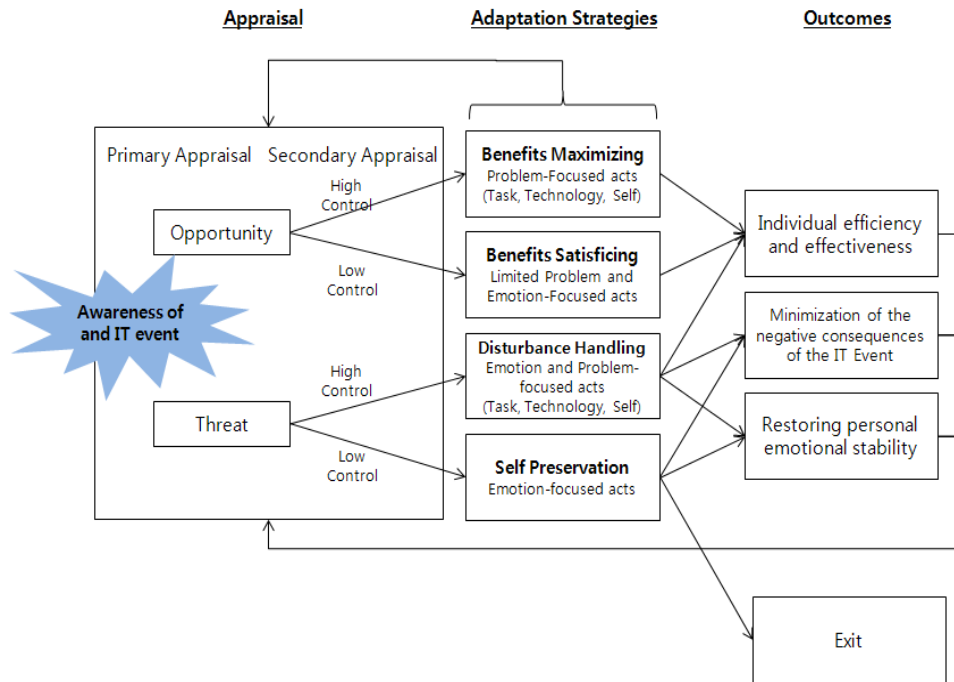 Appraisal
Adaptation Strategies
Outcomes
Primary Appraisal
Secondary Appraisal
High
Control
Opportunity
Low
Control
Awareness of
and IT event
High
Control
Threat
Low
Control
Benefits Maximizing
Problem-Focused acts
(Task, Technology, Self)
Benefits Satisficing
Limited Problem and
Emotion-Focused acts
Disturbance Handling
Emotion and Problem-
focused acts
(Task, Technology, Self)
Self Preservation
Emotion-focused acts
Individual efficiency
and effectiveness
Minimization of the
negative consequences
of the IT Event
Restoring personal
emotional stability
Exit